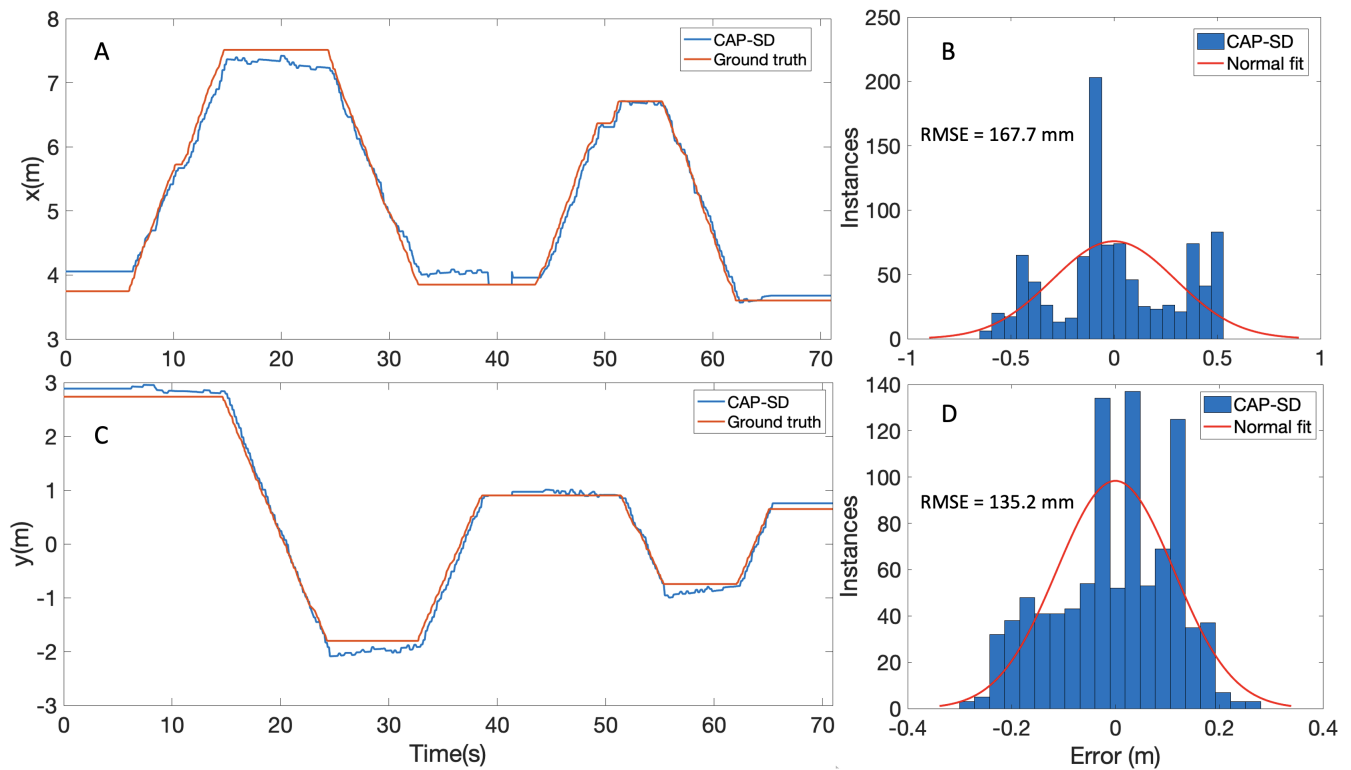 A
CAP-SD
Ground truth
x(m)
8
7
6
5
4
3
0 10 20 30 40 50 60 70
B
CAP-SD
Normal fit
RMSE = 167.7 mm
Instances
250
200
150
100
50
0
-1 -0.5 0 0.5 1
C
CAP-SD
Ground truth
y(m)
3
2
1
0
-1
-2
-3
0 10 20 30 40 50 60 70
Time(s)
D
CAP-SD
Normal fit
RMSE = 135.2 mm
Instances
140
120
100
80
60
40
20
0
-0.4 -0.2 0 0.2 0.4
Error (m)